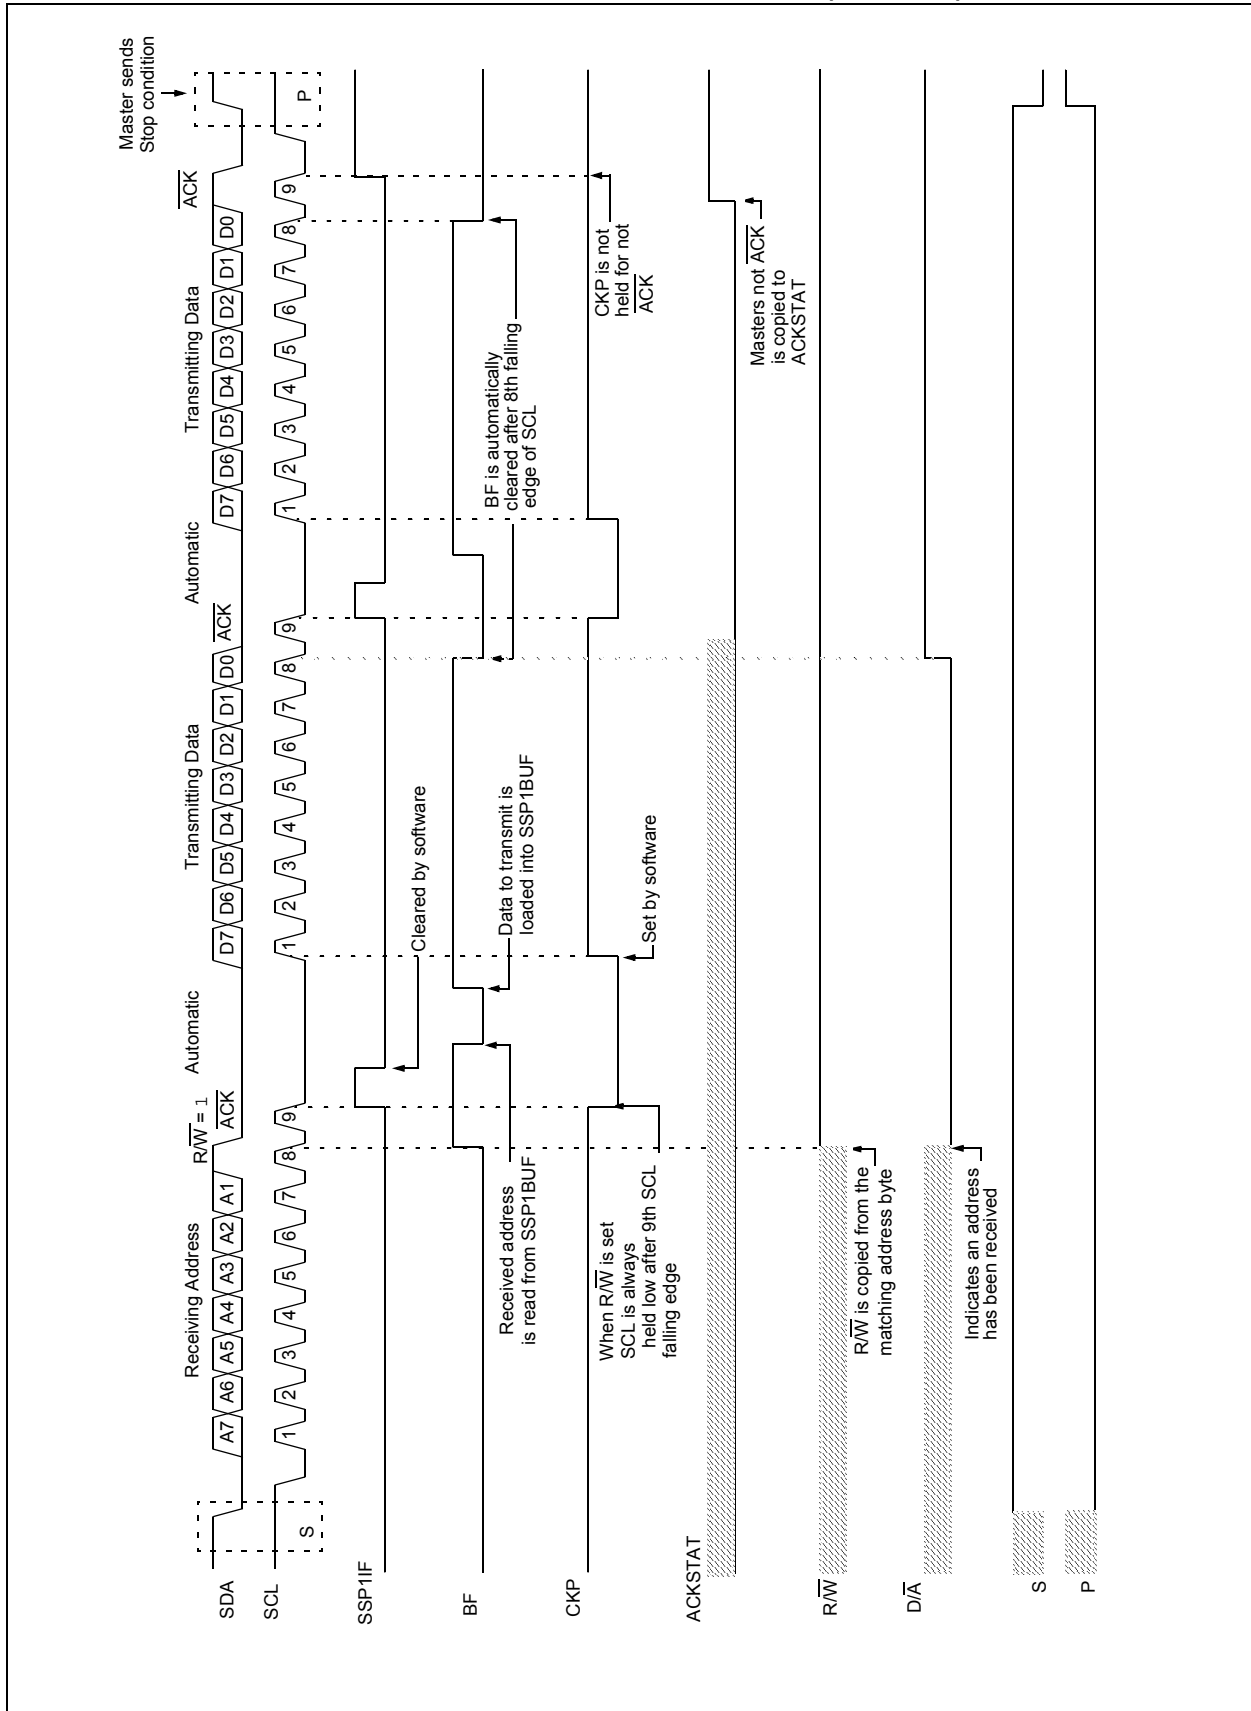 Master sends
Stop condition
Receiving Address
R/W = 1
Automatic
Transmitting Data
Automatic
Transmitting Data
ACK
SDA
A7 A6 A5 A4 A3 A2 A1
ACK
D7 D6 D5 D4 D3 D2 D1 D0
ACK
D7 D6 D5 D4 D3 D2 D1 D0
SCL
S
1 2 3 4 5 6 7 8 9
1 2 3 4 5 6 7 8 9
1 2 3 4 5 6 7 8 9
P
SSP1IF
Cleared by software
BF
Received address
is read from SSP1BUF
Data to transmit is
loaded into SSP1BUF
BF is automatically
cleared after 8th falling
edge of SCL
CKP
When R/W is set
SCL is always
held low after 9th SCL
falling edge
Set by software
CKP is not
held for not
ACK
ACKSTAT
Masters not ACK
is copied to
ACKSTAT
R/W
R/W is copied from the
matching address byte
D/A
Indicates an address
has been received
S
P